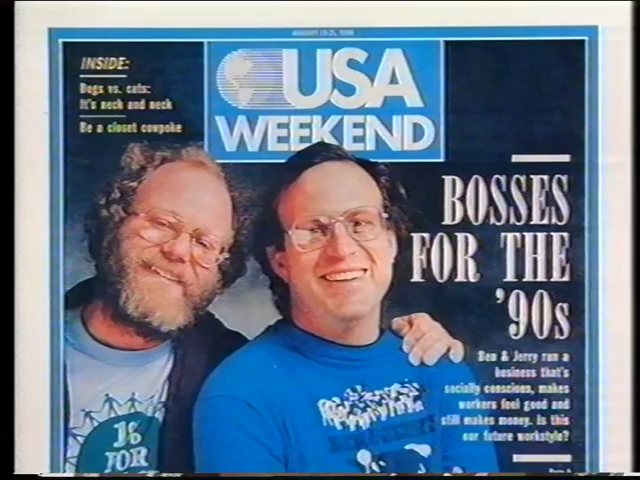 INSIDE:
Dogs vs. cats:
It's neck and neck
Be a closet cowpoke
USA
WEEKEND
BOSSES
FOR THE
'90s
Ben & Jerry run a
business that's
socially conscious, makes
workers feel good and
still makes money. Is this
our future workstyle?
1%
FOR